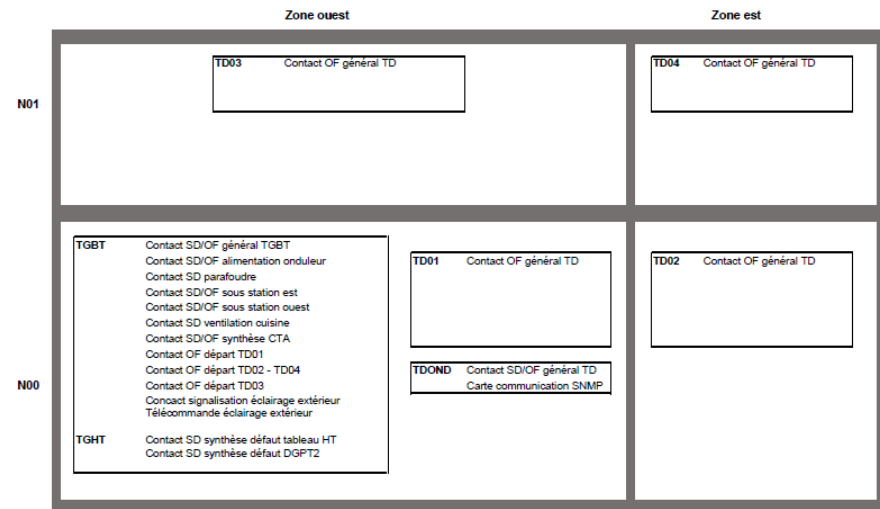 Zone ouest
Zone est
N01
TD03 Contact OF général TD
TD04 Contact OF général TD
N00
TGBT Contact SD/OF général TGBT
Contact SD/OF alimentation onduleur
Contact SD parafoudre
Contact SD/OF sous station est
Contact SD/OF sous station ouest
Contact SD ventilation cuisine
Contact SD/OF synthèse CTA
Contact OF départ TD01
Contact OF départ TD02 - TD04
Contact OF départ TD03
Concact signalisation éclairage extérieur
Télécommande éclairage extérieur
TGHT Contact SD synthèse défaut tableau HT
Contact SD synthèse défaut DGPT2
TD01 Contact OF général TD
TDOND Contact SD/OF général TD
Carte communication SNMP
TD02 Contact OF général TD